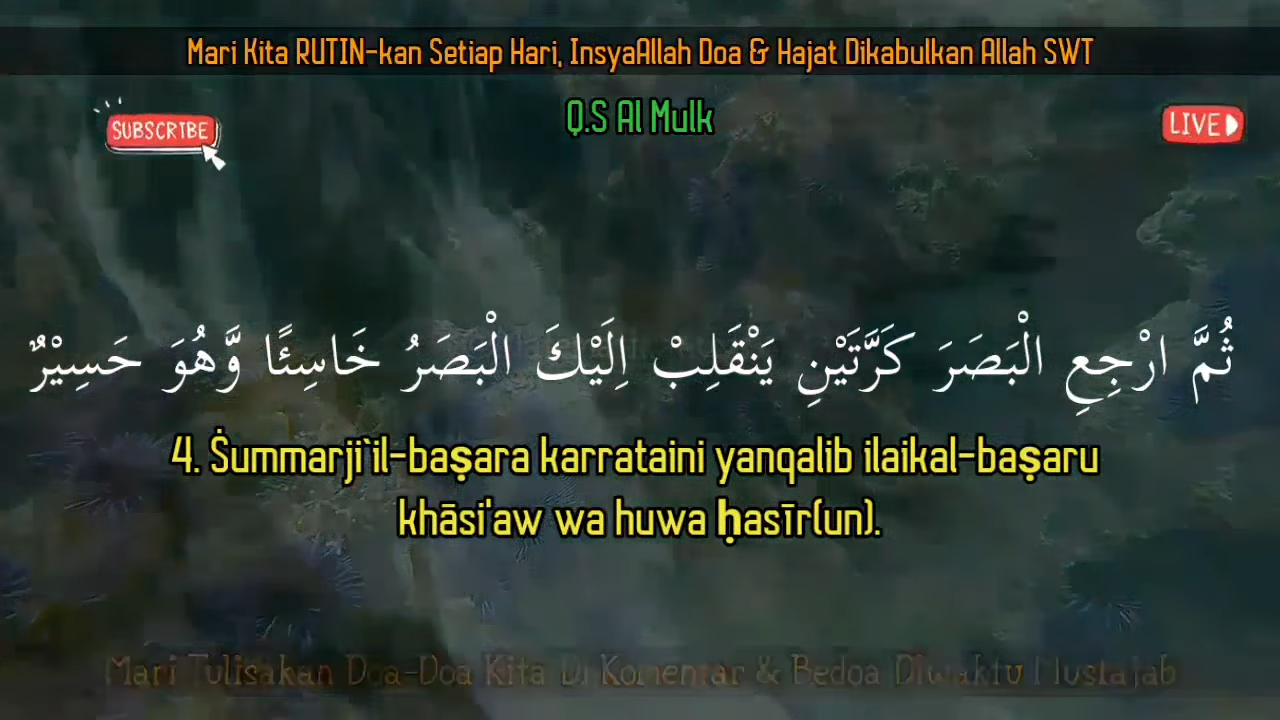 Mari Kita RUTIN-kan Setiap Hari, InsyaAllah Doa & Hajat Dikabulkan Allah SWT
SUBSCRIBE
Q.S Al Mulk
LIVE
ثُمَّ ارْجِعِ الْبَصَرَ كَرَّتَيْنِ يَنْقَلِبْ اِلَيْكَ الْبَصَرُ خَاسِئًا وَّهُوَ حَسِيْرٌ
4. Ṡummarji`il-baṣara karrataini yanqalib ilaikal-baṣaru
khāsi'aw wa huwa ḥasīr(un).
Mari Tulisakan Doa-Doa Kita Di Komentar & Bedoa Diwaktu Mustajab